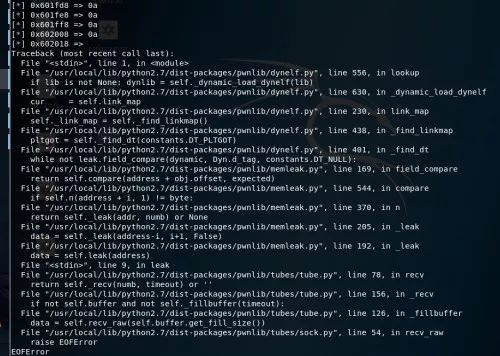 [*] 0x601fd8 => 0a
[*] 0x601fe8 => 0a
[*] 0x601ff8 => 0a
[*] 0x602008 => 0a
[*] 0x602018 =>
Traceback (most recent call last):
File "<stdin>", line 1, in <module>
File "/usr/local/lib/python2.7/dist-packages/pwnlib/dynelf.py", line 556, in lookup
if lib is not None: dynlib = self._dynamic_load_dynelf(lib)
File "/usr/local/lib/python2.7/dist-packages/pwnlib/dynelf.py", line 630, in _dynamic_load_dynelf
cur = self.link_map
File "/usr/local/lib/python2.7/dist-packages/pwnlib/dynelf.py", line 230, in link_map
self._link_map = self._find_linkmap()
File "/usr/local/lib/python2.7/dist-packages/pwnlib/dynelf.py", line 438, in _find_linkmap
pltgot = self._find_dt(constants.DT_PLTGOT)
File "/usr/local/lib/python2.7/dist-packages/pwnlib/dynelf.py", line 401, in _find_dt
while not leak.field_compare(dynamic, Dyn.d_tag, constants.DT_NULL):
File "/usr/local/lib/python2.7/dist-packages/pwnlib/memleak.py", line 169, in field_compare
return self.compare(address + obj.offset, expected)
File "/usr/local/lib/python2.7/dist-packages/pwnlib/memleak.py", line 544, in compare
if self.n(address + i, 1) != byte:
File "/usr/local/lib/python2.7/dist-packages/pwnlib/memleak.py", line 370, in n
return self._leak(addr, numb) or None
File "/usr/local/lib/python2.7/dist-packages/pwnlib/memleak.py", line 205, in _leak
data = self._leak(address-i, i+1, False)
File "/usr/local/lib/python2.7/dist-packages/pwnlib/memleak.py", line 192, in _leak
data = self.leak(address)
File "<stdin>", line 9, in leak
File "/usr/local/lib/python2.7/dist-packages/pwnlib/tubes/tube.py", line 78, in recv
return self._recv(numb, timeout) or ''
File "/usr/local/lib/python2.7/dist-packages/pwnlib/tubes/tube.py", line 156, in _recv
if not self.buffer and not self._fillbuffer(timeout):
File "/usr/local/lib/python2.7/dist-packages/pwnlib/tubes/tube.py", line 126, in _fillbuffer
data = self.recv_raw(self.buffer.get_fill_size())
File "/usr/local/lib/python2.7/dist-packages/pwnlib/tubes/sock.py", line 54, in recv_raw
raise EOFError
EOFError